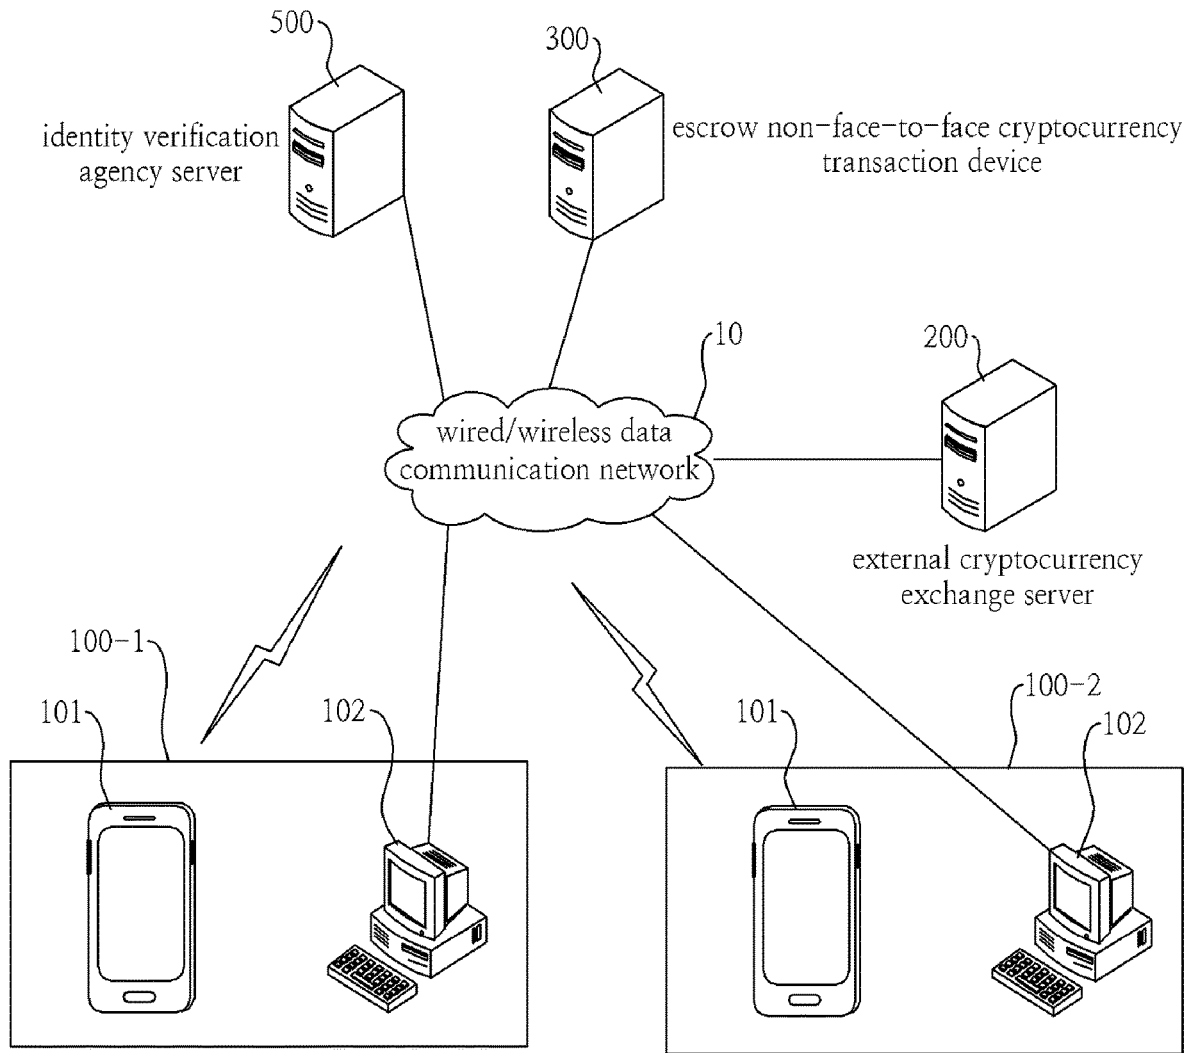 500
300
identity verification
agency server
escrow non-face-to-face cryptocurrency
transaction device
10
200
wired/wireless data
communication network
external cryptocurrency
exchange server
100-1
100-2
101
102
101
102